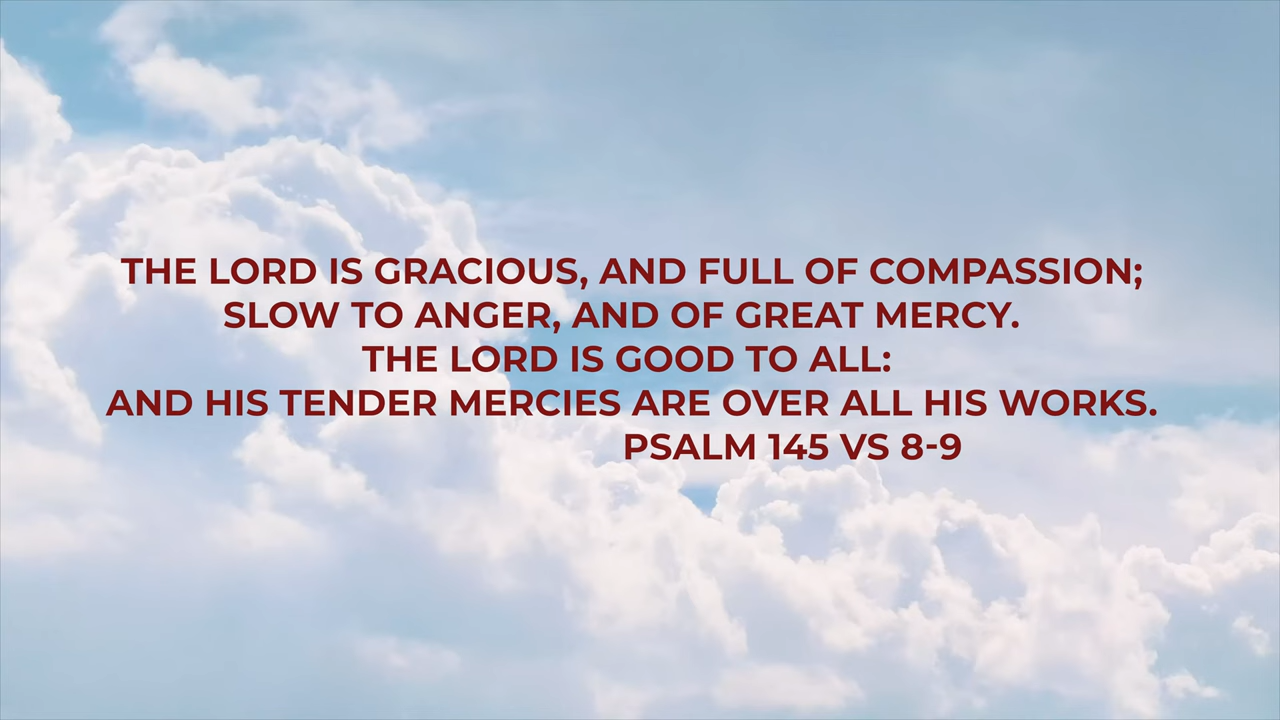 THE LORD IS GRACIOUS, AND FULL OF COMPASSION;
SLOW TO ANGER, AND OF GREAT MERCY.
THE LORD IS GOOD TO ALL:
AND HIS TENDER MERCIES ARE OVER ALL HIS WORKS.
PSALM 145 VS 8-9